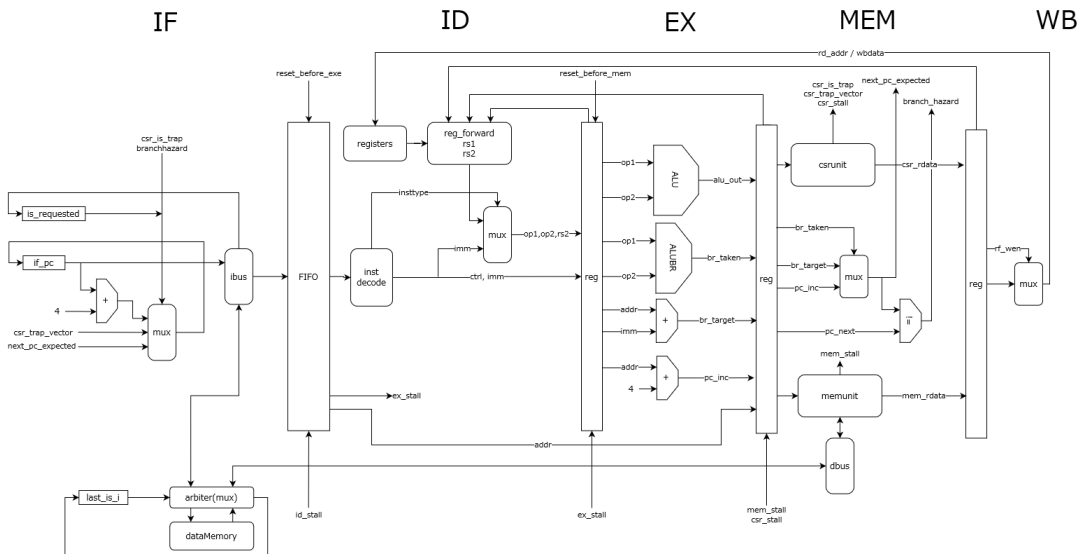 IF
ID
EX
MEM
WB
rd_addr / wbdata
reset_before_exe
reset_before_mem
csr_is_trap
csr_trap_vector
csr_stall
next_pc_expected
branch_hazard
csr_is_trap
branchhazard
registers
reg_forward
rs1
rs2
csrunit
csr_rdata
op1
op2
ALU
alu_out
insttype
is_requested
mux
op1,op2,rs2
imm
op1
op2
ALUBR
br_taken
br_taken
rf_wen
if_pc
ibus
FIFO
inst
decode
ctrl, imm
reg
reg
br_target
pc_inc
mux
reg
mux
+
4
mux
csr_trap_vector
next_pc_expected
addr
imm
+
br_target
pc_next
!=
addr
4
+
pc_inc
mem_stall
memunit
mem_rdata
ex_stall
addr
dbus
last_is_i
arbiter(mux)
dataMemory
id_stall
ex_stall
mem_stall
csr_stall